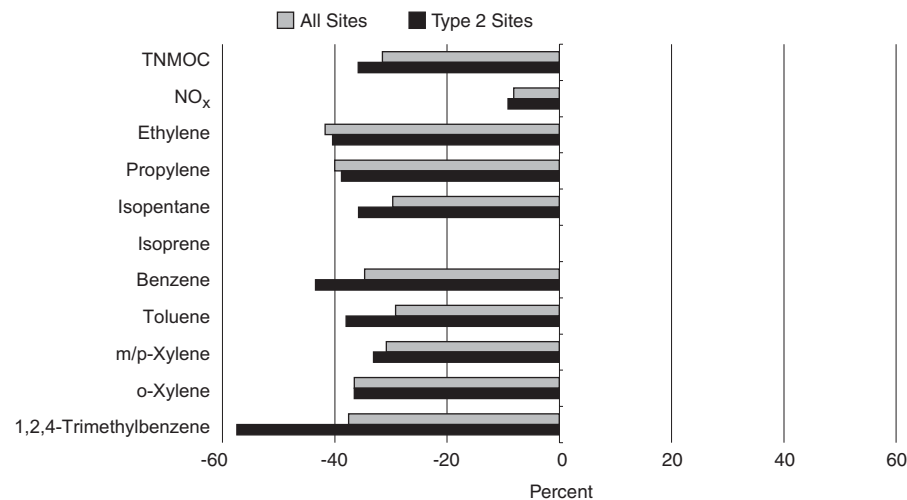 All Sites Type 2 Sites
TNMOC
NOx
Ethylene
Propylene
Isopentane
Isoprene
Benzene
Toluene
m/p-Xylene
o-Xylene
1,2,4-Trimethylbenzene
-60 -40 -20 0 20 40 60
Percent